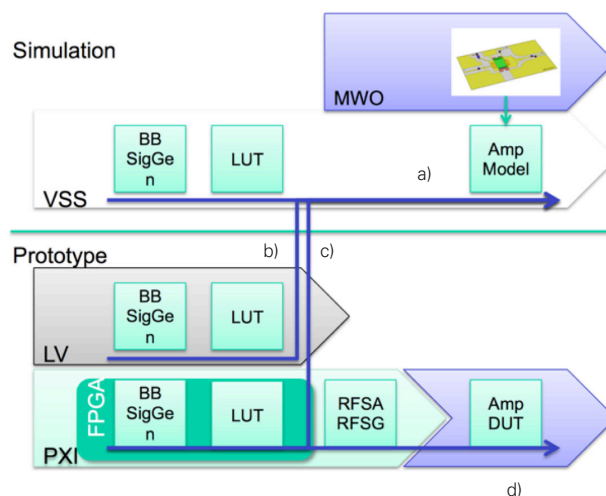 Simulation
MWO
BB
SigGe
n
LUT
Amp
Model
a)
VSS
b)
c)
Prototype
BB
SigGe
n
LUT
LV
FPGA
BB
SigGe
n
LUT
RFSA
RFSG
Amp
DUT
PXI
d)